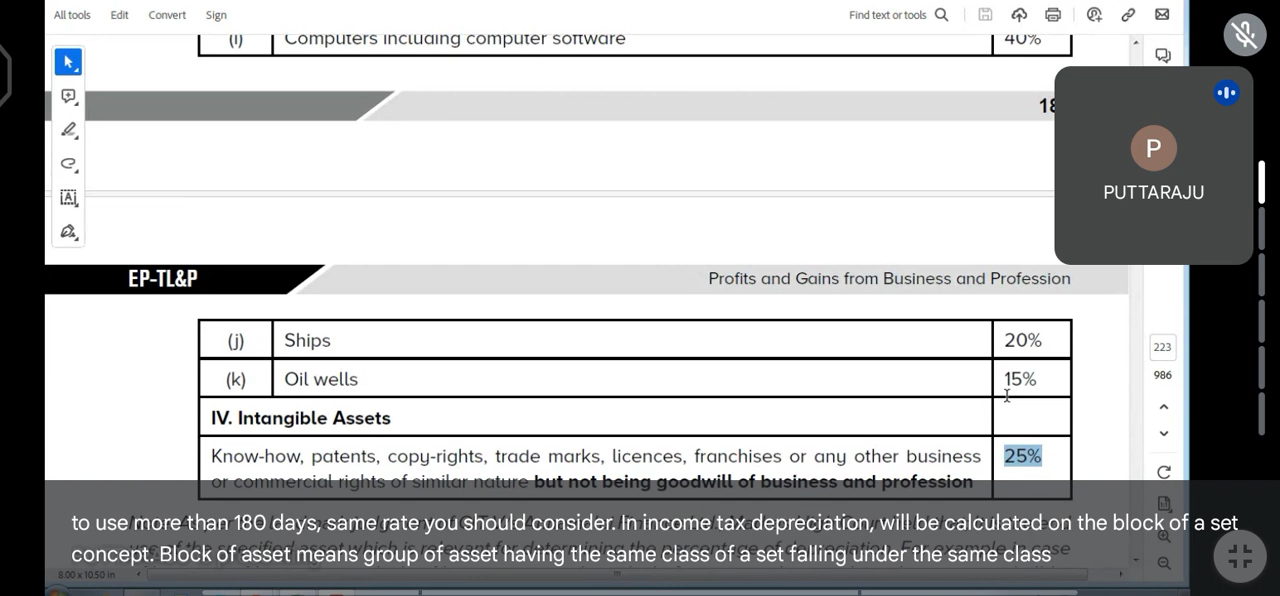 All tools Edit Convert Sign Find text or tools
(i) Computers including computer software 40%
18
P
PUTTARAJU
EP-TL&P Profits and Gains from Business and Profession
(j) Ships 20%
(k) Oil wells 15%
IV. Intangible Assets
Know-how, patents, copy-rights, trade marks, licences, franchises or any other business 25%
or commercial rights of similar nature but not being goodwill of business and profession
223
986
to use more than 180 days, same rate you should consider. In income tax depreciation, will be calculated on the block of a set
concept. Block of asset means group of asset having the same class of a set falling under the same class
8.00 x 10.50 in